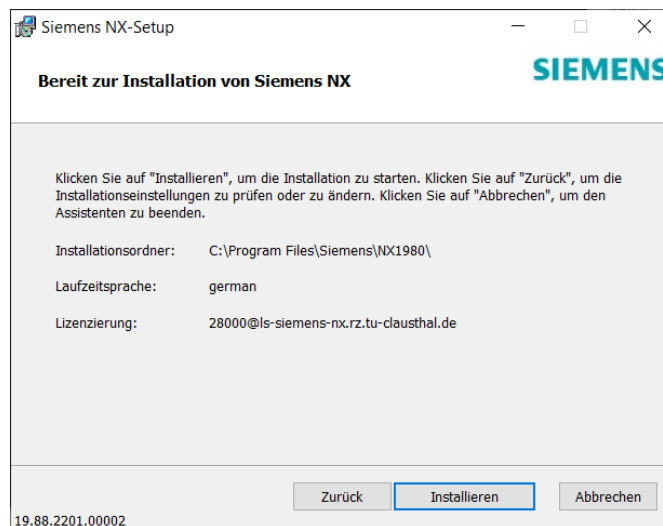 Siemens NX-Setup
Bereit zur Installation von Siemens NX
SIEMENS
Klicken Sie auf "Installieren", um die Installation zu starten. Klicken Sie auf "Zurück", um die
Installationseinstellungen zu prüfen oder zu ändern. Klicken Sie auf "Abbrechen", um den
Assistenten zu beenden.
Installationsordner: C:\Program Files\Siemens\NX1980\
Laufzeitsprache: german
Lizenzierung: 28000@ls-siemens-nx.rz.tu-clausthal.de
Zurück Installieren Abbrechen
19.88.2201.00002